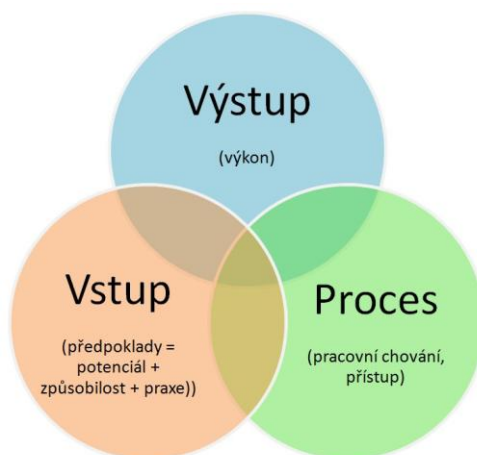 Výstup
(výkon)
Vstup
(předpoklady =
potenciál +
způsobilost + praxe))
Proces
(pracovní chování,
přístup)